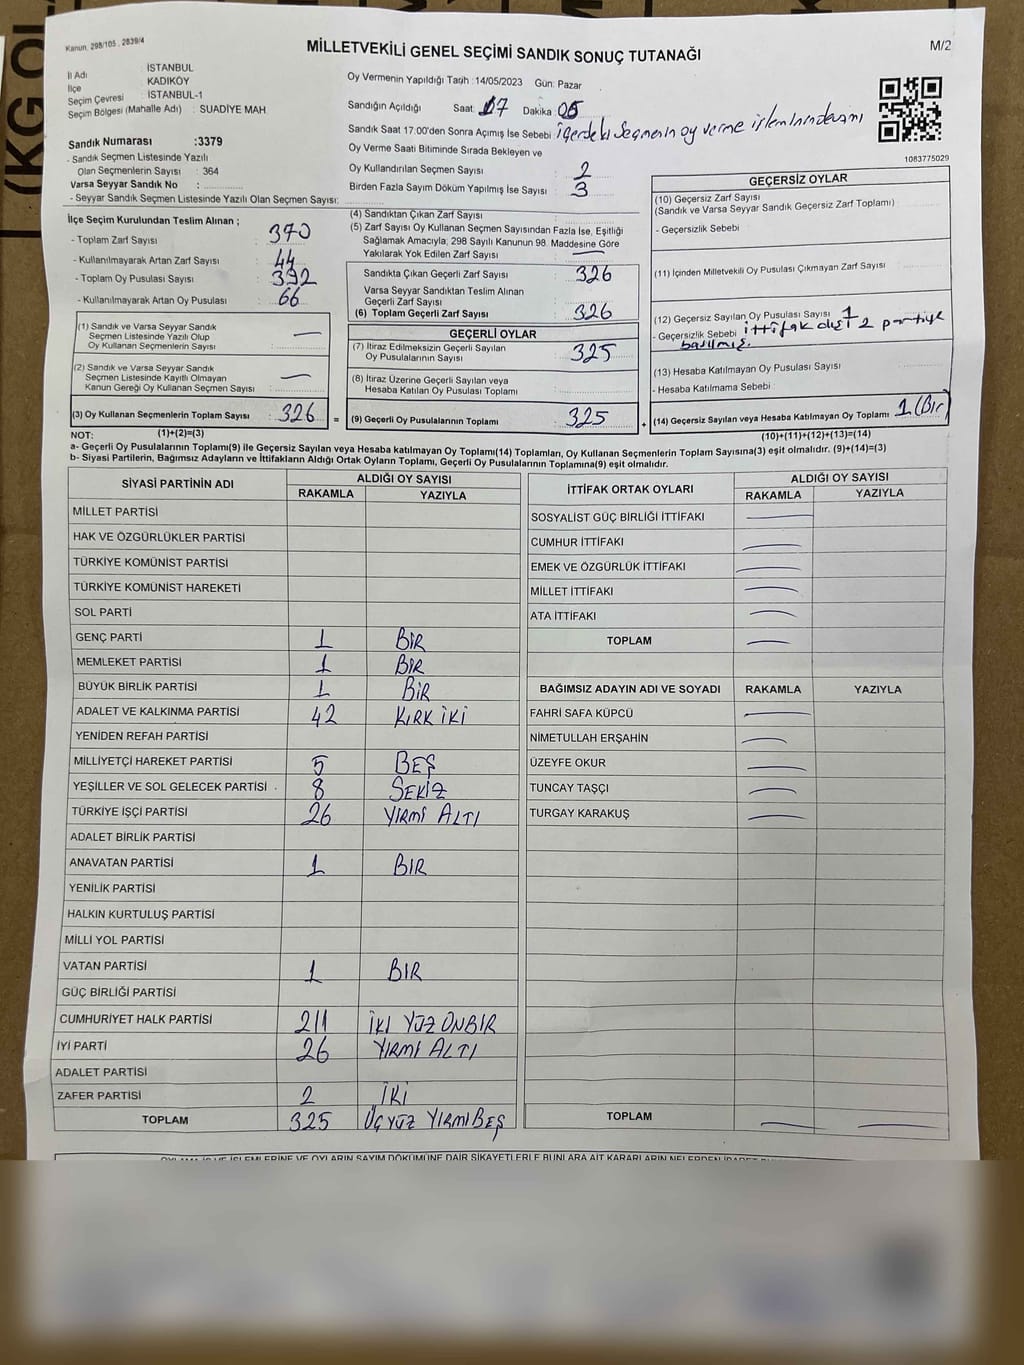 Kanun, 298/105 , 2839/4
MİLLETVEKİLİ GENEL SEÇİMİ SANDIK SONUÇ TUTANAĞI
M/2
İl Adı : İSTANBUL
İlçe : KADIKÖY
Seçim Çevresi : İSTANBUL-1
Seçim Bölgesi (Mahalle Adı) : SUADİYE MAH
Sandık Numarası :3379
- Sandık Seçmen Listesinde Yazılı
Olan Seçmenlerin Sayısı : 364
Varsa Seyyar Sandık No :
- Seyyar Sandık Seçmen Listesinde Yazılı Olan Seçmen Sayısı:
Oy Vermenin Yapıldığı Tarih :14/05/2023 Gün: Pazar
Sandığın Açıldığı Saat: 17 Dakika 05
Sandık Saat 17.00'den Sonra Açımış İse Sebebi içerdeki seçmenin oy verme işleminin devamı
Oy Verme Saati Bitiminde Sırada Bekleyen ve
Oy Kullandırılan Seçmen Sayısı : 2
Birden Fazla Sayım Döküm Yapılmış İse Sayısı : 3
1083775029
İlçe Seçim Kurulundan Teslim Alınan ;
- Toplam Zarf Sayısı : 370
- Kullanılmayarak Artan Zarf Sayısı : 44
- Toplam Oy Pusulası Sayısı : 392
- Kullanılmayarak Artan Oy Pusulası : 66
(1) Sandık ve Varsa Seyyar Sandık
Seçmen Listesinde Yazılı Olup
Oy Kullanan Seçmenlerin Sayısı : —
(2) Sandık ve Varsa Seyyar Sandık
Seçmen Listesinde Kayıtlı Olmayan
Kanun Gereği Oy Kullanan Seçmen Sayısı : —
(3) Oy Kullanan Seçmenlerin Toplam Sayısı : 326 =
(1)+(2)=(3)
(4) Sandıktan Çıkan Zarf Sayısı :
(5) Zarf Sayısı Oy Kullanan Seçmen Sayısından Fazla İse, Eşitliği
Sağlamak Amacıyla, 298 Sayılı Kanunun 98. Maddesine Göre
Yakılarak Yok Edilen Zarf Sayısı : —
Sandıkta Çıkan Geçerli Zarf Sayısı : 326
Varsa Seyyar Sandıktan Teslim Alınan
Geçerli Zarf Sayısı :
(6) Toplam Geçerli Zarf Sayısı : 326
GEÇERLİ OYLAR
(7) İtiraz Edilmeksizin Geçerli Sayılan
Oy Pusulalarının Sayısı : 325
(8) İtiraz Üzerine Geçerli Sayılan veya
Hesaba Katılan Oy Pusulası Toplamı :
(9) Geçerli Oy Pusulalarının Toplamı : 325 +
GEÇERSİZ OYLAR
(10) Geçersiz Zarf Sayısı
(Sandık ve Varsa Seyyar Sandık Geçersiz Zarf Toplamı) :
- Geçersizlik Sebebi :
(11) İçinden Milletvekili Oy Pusulası Çıkmayan Zarf Sayısı :
(12) Geçersiz Sayılan Oy Pusulası Sayısı : 1
- Geçersizlik Sebebi : ittifak dışı 2 partiye
basılmış.
(13) Hesaba Katılmayan Oy Pusulası Sayısı :
- Hesaba Katılmama Sebebi :
(14) Geçersiz Sayılan veya Hesaba Katılmayan Oy Toplamı : 1 (Bir)
(10)+(11)+(12)+(13)=(14)
NOT:
a- Geçerli Oy Pusulalarının Toplamı(9) ile Geçersiz Sayılan veya Hesaba katılmayan Oy Toplamı(14) Toplamları, Oy Kullanan Seçmenlerin Toplam Sayısına(3) eşit olmalıdır. (9)+(14)=(3)
b- Siyasi Partilerin, Bağımsız Adayların ve İttifakların Aldığı Ortak Oyların Toplamı, Geçerli Oy Pusulalarının Toplamına(9) eşit olmalıdır.
SİYASİ PARTİNİN ADI ALDIĞI OY SAYISI
RAKAMLA YAZIYLA
MİLLET PARTİSİ
HAK VE ÖZGÜRLÜKLER PARTİSİ
TÜRKİYE KOMÜNİST PARTİSİ
TÜRKİYE KOMÜNİST HAREKETİ
SOL PARTİ
GENÇ PARTİ 1 BİR
MEMLEKET PARTİSİ 1 BİR
BÜYÜK BİRLİK PARTİSİ 1 BİR
ADALET VE KALKINMA PARTİSİ 42 KIRK İKİ
YENİDEN REFAH PARTİSİ
MİLLİYETÇİ HAREKET PARTİSİ 5 BEŞ
YEŞİLLER VE SOL GELECEK PARTİSİ 8 SEKİZ
TÜRKİYE İŞÇİ PARTİSİ 26 YİRMİ ALTI
ADALET BİRLİK PARTİSİ
ANAVATAN PARTİSİ 1 BIR
YENİLİK PARTİSİ
HALKIN KURTULUŞ PARTİSİ
MİLLİ YOL PARTİSİ
VATAN PARTİSİ 1 BIR
GÜÇ BİRLİĞİ PARTİSİ
CUMHURİYET HALK PARTİSİ 211 İKİ YÜZ ONBİR
İYİ PARTİ 26 YIRMI ALTI
ADALET PARTİSİ
ZAFER PARTİSİ 2 İKİ
TOPLAM 325 ÜÇYÜZ YIRMIBEŞ
İTTİFAK ORTAK OYLARI ALDIĞI OY SAYISI
RAKAMLA YAZIYLA
SOSYALİST GÜÇ BİRLİĞİ İTTİFAKI —
CUMHUR İTTİFAKI —
EMEK VE ÖZGÜRLÜK İTTİFAKI —
MİLLET İTTİFAKI —
ATA İTTİFAKI —
TOPLAM —
BAĞIMSIZ ADAYIN ADI VE SOYADI RAKAMLA YAZIYLA
FAHRİ SAFA KÜPCÜ —
NİMETULLAH ERŞAHİN —
ÜZEYFE OKUR —
TUNCAY TAŞÇI —
TURGAY KARAKUŞ —
TOPLAM — —